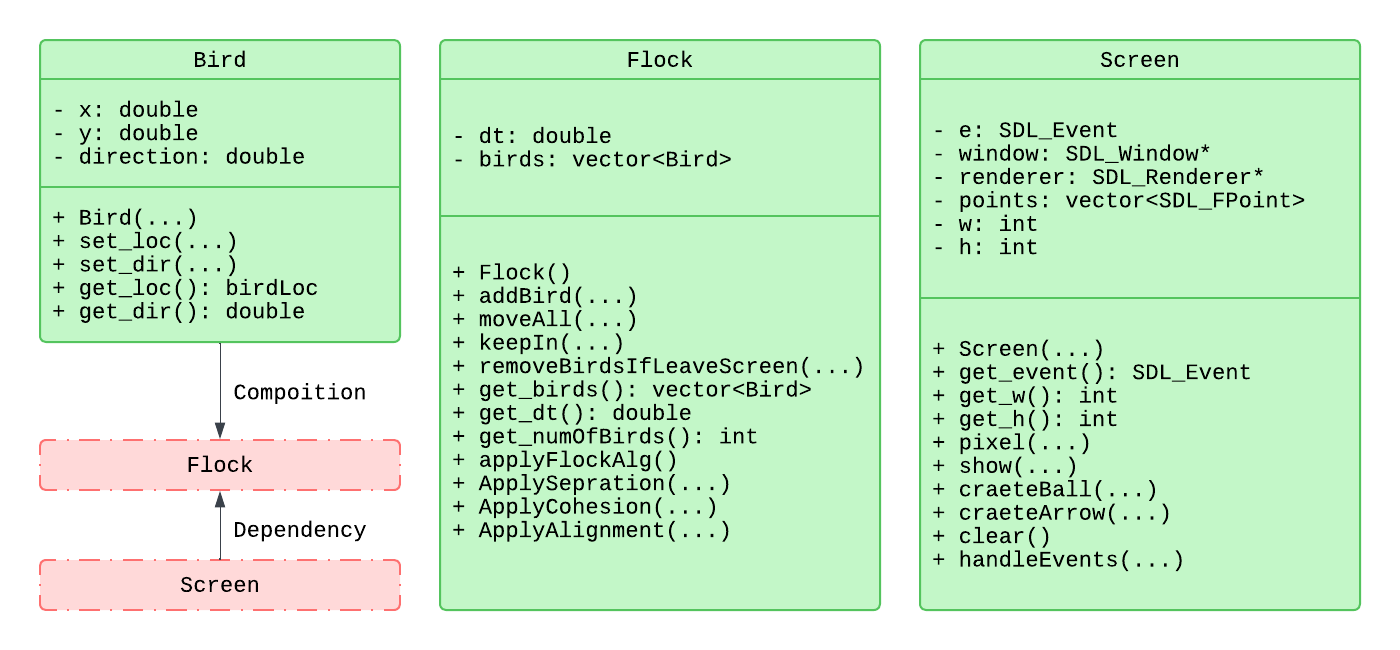 Bird
- x: double
- y: double
- direction: double
+ Bird(...)
+ set_loc(...)
+ set_dir(...)
+ get_loc(): birdLoc
+ get_dir(): double
Compoition
Flock
Dependency
Screen
Flock
- dt: double
- birds: vector<Bird>
+ Flock()
+ addBird(...)
+ moveAll(...)
+ keepIn(...)
+ removeBirdsIfLeaveScreen(...)
+ get_birds(): vector<Bird>
+ get_dt(): double
+ get_numOfBirds(): int
+ applyFlockAlg()
+ ApplySepration(...)
+ ApplyCohesion(...)
+ ApplyAlignment(...)
Screen
- e: SDL_Event
- window: SDL_Window*
- renderer: SDL_Renderer*
- points: vector<SDL_FPoint>
- w: int
- h: int
+ Screen(...)
+ get_event(): SDL_Event
+ get_w(): int
+ get_h(): int
+ pixel(...)
+ show(...)
+ craeteBall(...)
+ craeteArrow(...)
+ clear()
+ handleEvents(...)